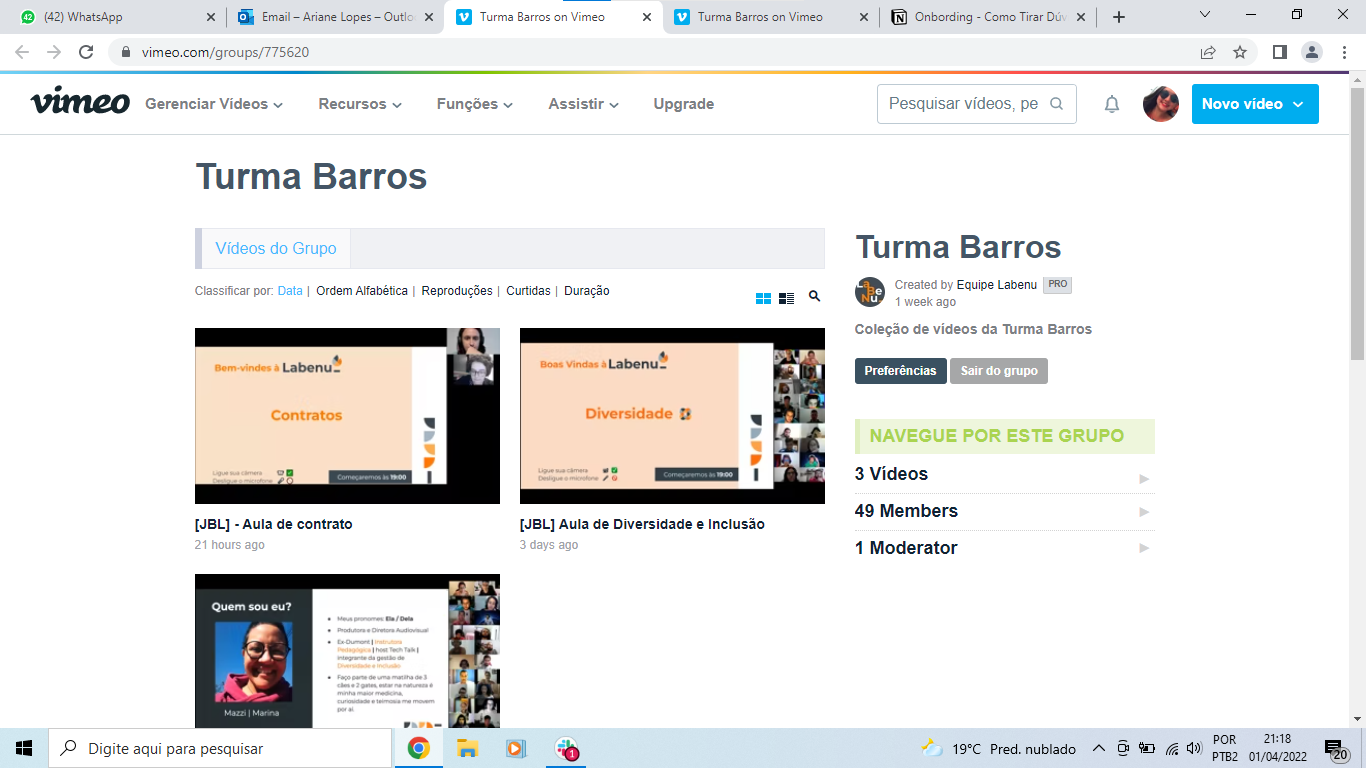 (42) WhatsApp
Email – Ariane Lopes – Outlo
Turma Barros on Vimeo
Turma Barros on Vimeo
Onbording - Como Tirar Dúv
vimeo.com/groups/775620
vimeo
Gerenciar Vídeos
Recursos
Funções
Assistir
Upgrade
Pesquisar vídeos, pe
Novo vídeo
Turma Barros
Vídeos do Grupo
Classificar por: Data | Ordem Alfabética | Reproduções | Curtidas | Duração
Bem-vindes à Labenu_
Contratos
Ligue sua câmera
Desligue o microfone
Começaremos às 19:00
Boas Vindas à Labenu_
Diversidade
Ligue sua câmera
Desligue o microfone
Começaremos às 19:00
[JBL] - Aula de contrato
21 hours ago
[JBL] Aula de Diversidade e Inclusão
3 days ago
Quem sou eu?
Mazzi | Marina
Meus pronomes: Ela / Dela
Produtora e Diretora Audiovisual
Ex-Dumont | Instrutora
Pedagógica | host Tech Talk |
integrante da gestão de
Diversidade e Inclusão
Faço parte de uma matilha de 3
cães e 2 gates, estar na natureza é
minha maior medicina,
curiosidade e teimosia me movem
por aí.
Turma Barros
LaBeNu_
Created by Equipe Labenu PRO
1 week ago
Coleção de vídeos da Turma Barros
Preferências
Sair do grupo
NAVEGUE POR ESTE GRUPO
3 Vídeos
49 Members
1 Moderator
Digite aqui para pesquisar
1
19°C Pred. nublado
POR
PTB2
21:18
01/04/2022
20